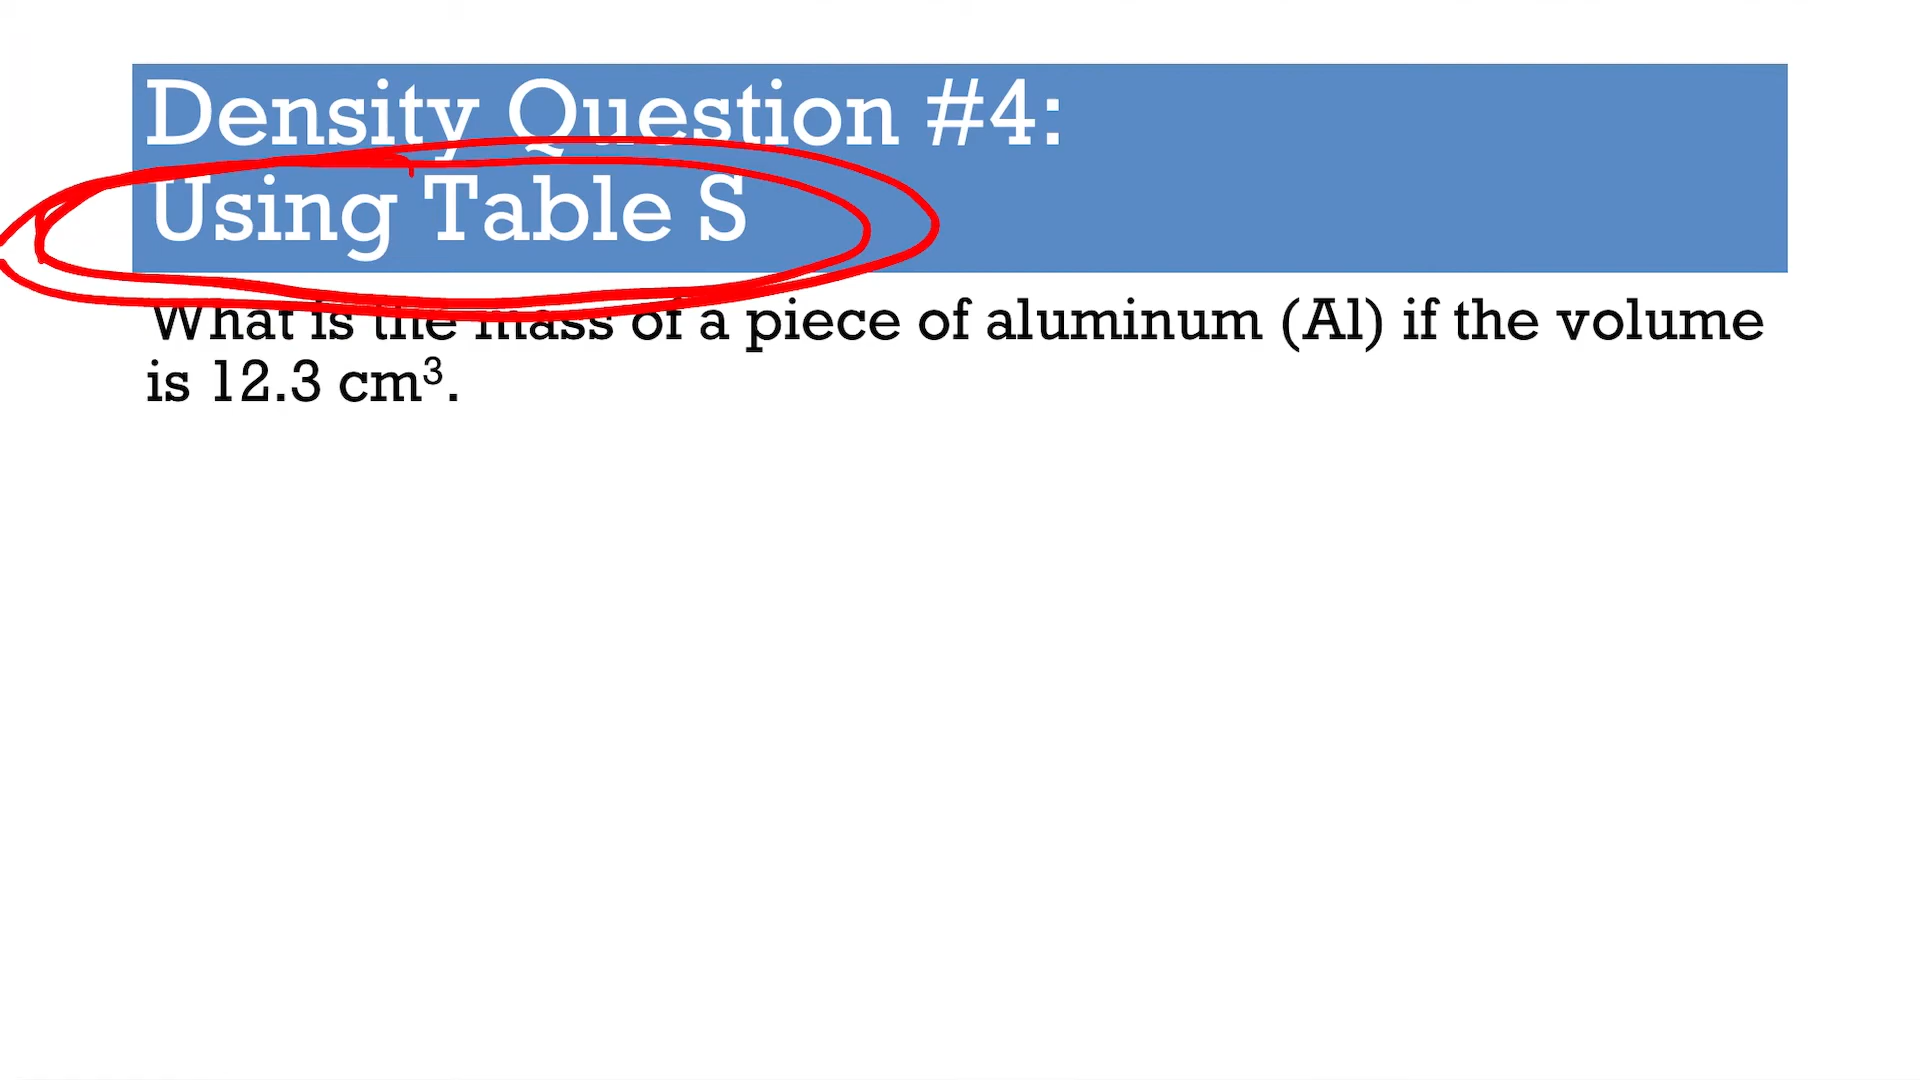 Density Question #4:
Using Table S
What is the mass of a piece of aluminum (Al) if the volume
is 12.3 cm³.